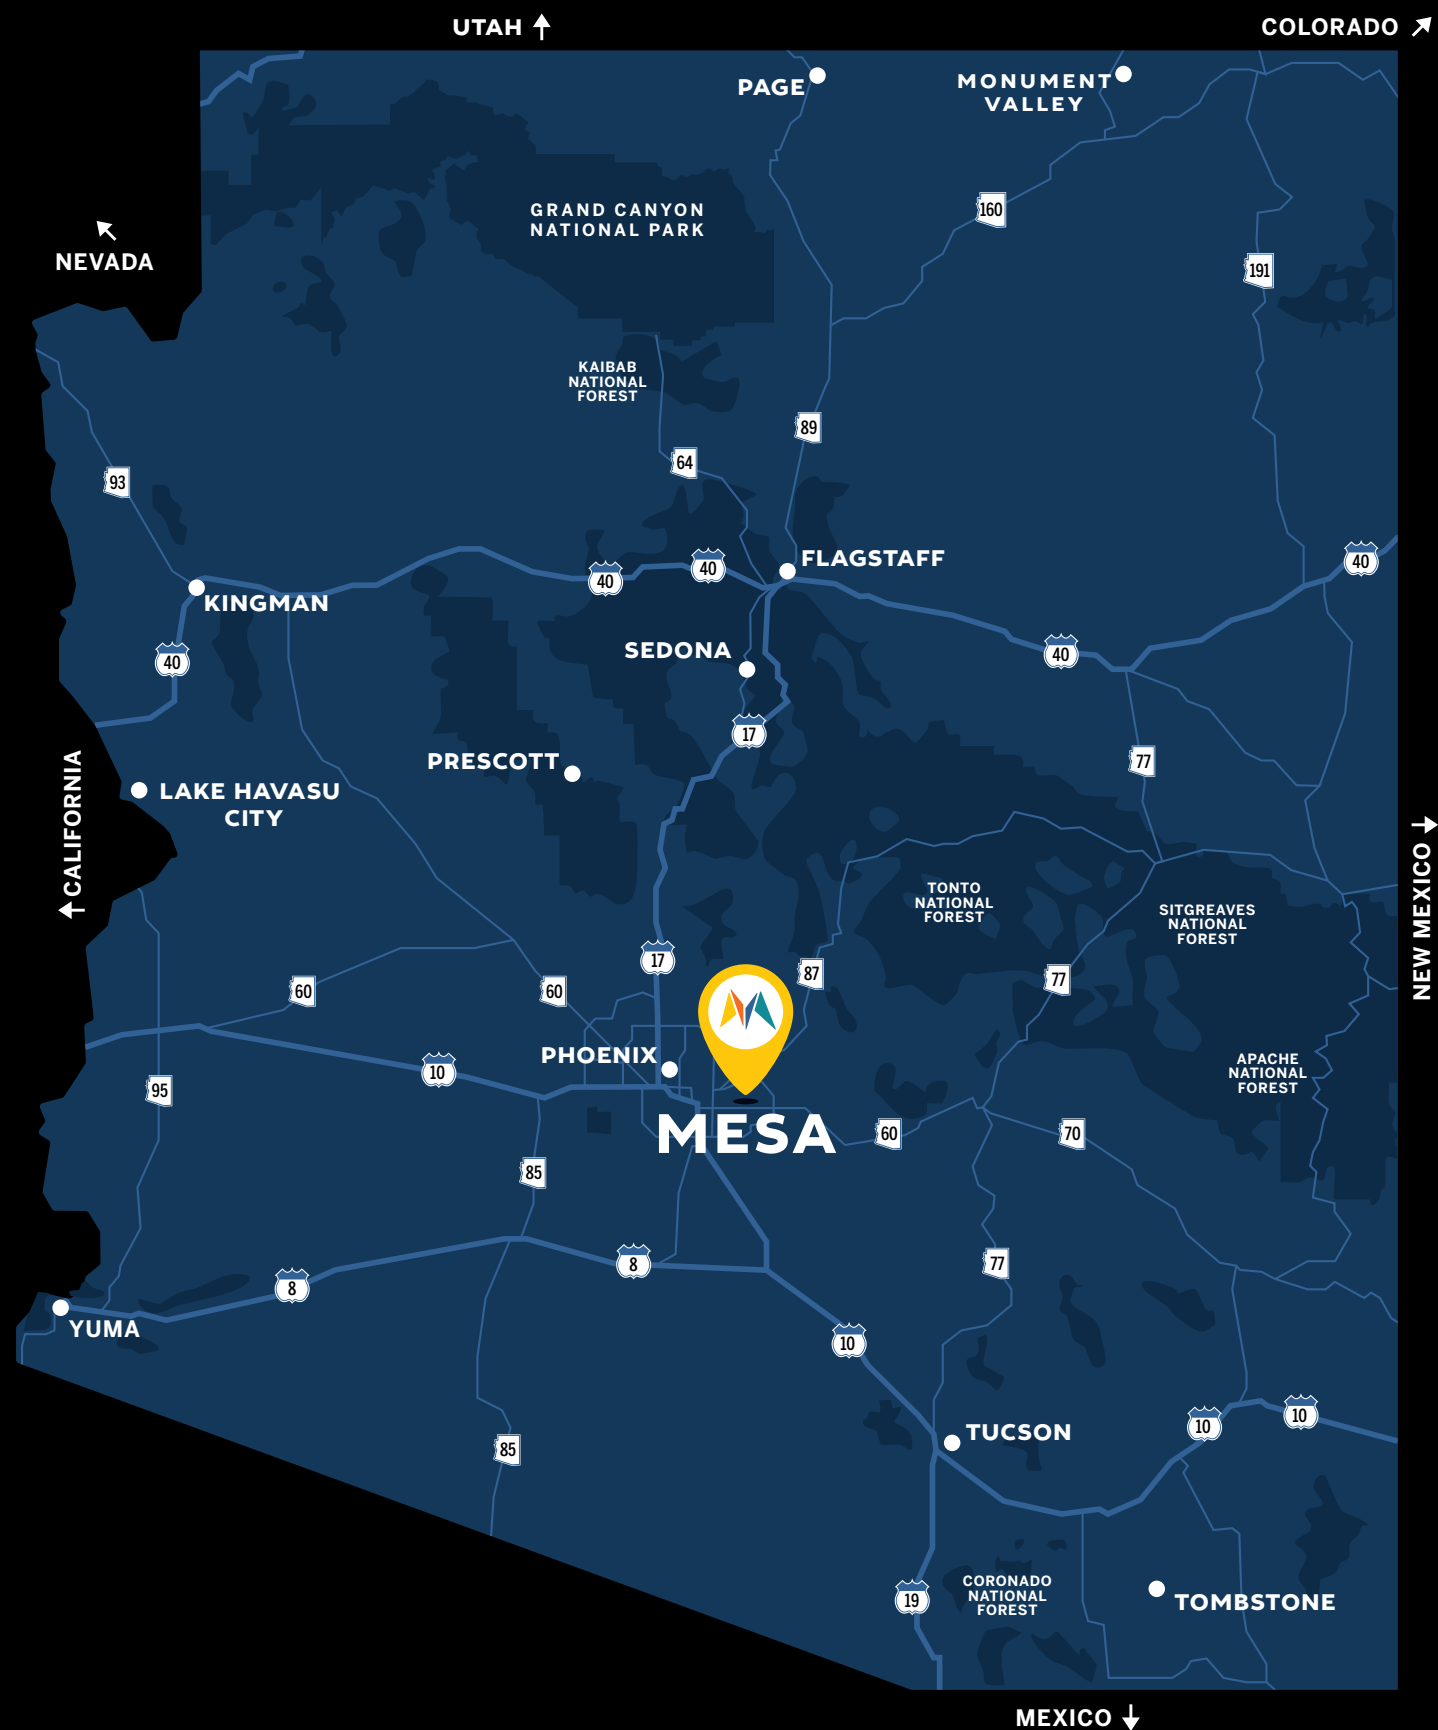 UTAH
COLORADO
PAGE
MONUMENT
VALLEY
160
GRAND CANYON
NATIONAL PARK
NEVADA
191
KAIBAB
NATIONAL
FOREST
89
64
93
FLAGSTAFF
40
40
40
KINGMAN
SEDONA
40
40
17
PRESCOTT
77
CALIFORNIA
LAKE HAVASU
CITY
NEW MEXICO
TONTO
NATIONAL
FOREST
SITGREAVES
NATIONAL
FOREST
17
87
77
60
60
PHOENIX
10
APACHE
NATIONAL
FOREST
95
MESA
60
70
85
8
77
8
YUMA
10
10
10
TUCSON
85
CORONADO
NATIONAL
FOREST
19
TOMBSTONE
MEXICO